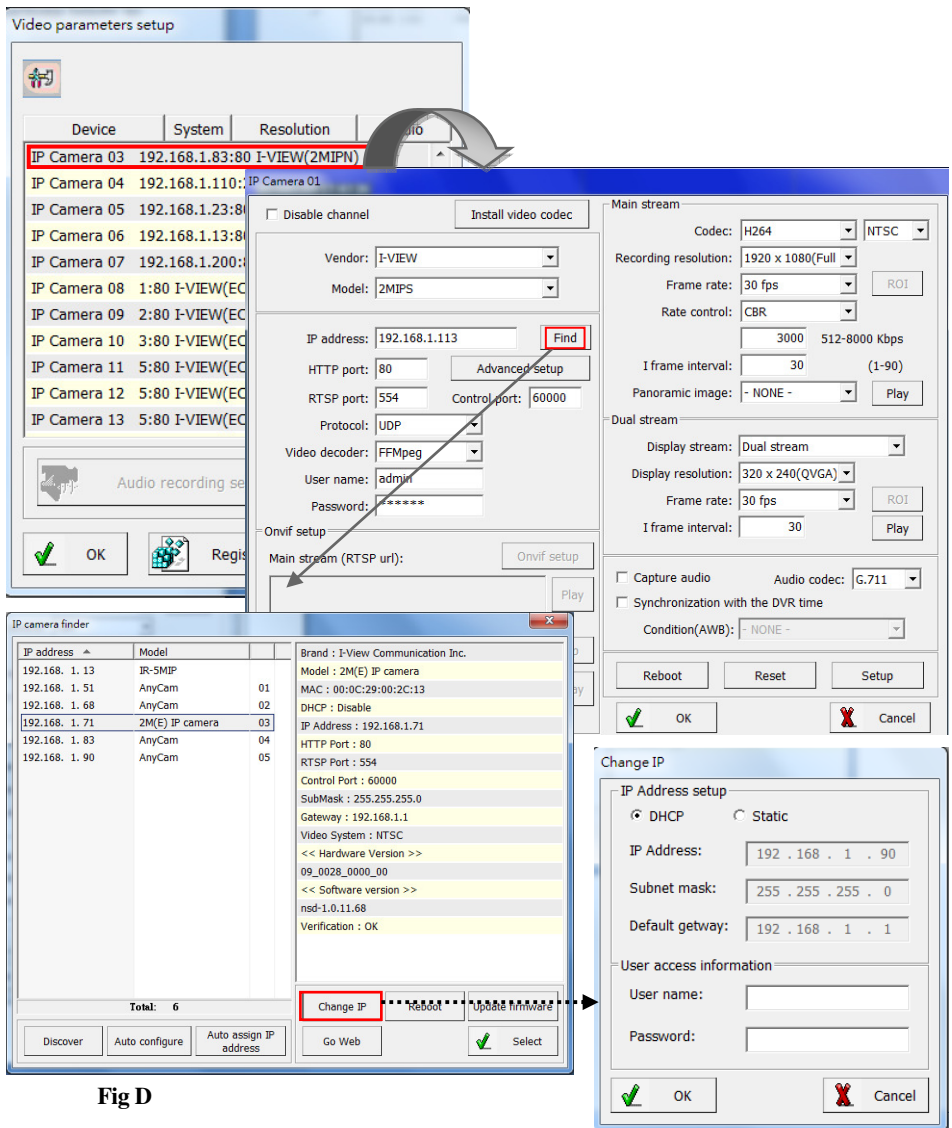 Video parameters setup
Device System Resolution
IP Camera 03 192.168.1.83:80 I-VIEW(2MIPN)
IP Camera 04 192.168.1.110:
IP Camera 05 192.168.1.23:80
IP Camera 06 192.168.1.13:80
IP Camera 07 192.168.1.200:
IP Camera 08 1:80 I-VIEW(EC
IP Camera 09 2:80 I-VIEW(EC
IP Camera 10 3:80 I-VIEW(EC
IP Camera 11 5:80 I-VIEW(EC
IP Camera 12 5:80 I-VIEW(EC
IP Camera 13 5:80 I-VIEW(EC
Audio recording se
OK
Regis
IP Camera 01
Disable channel
Install video codec
Vendor: I-VIEW
Model: 2MIPS
IP address: 192.168.1.113 Find
HTTP port: 80 Advanced setup
RTSP port: 554 Control port: 60000
Protocol: UDP
Video decoder: FFMpeg
User name: admin
Password: ******
Onvif setup
Main stream (RTSP url): Onvif setup
Play
Main stream
Codec: H264 NTSC
Recording resolution: 1920 x 1080(Full
Frame rate: 30 fps ROI
Rate control: CBR
3000 512-8000 Kbps
I frame interval: 30 (1-90)
Panoramic image: - NONE - Play
Dual stream
Display stream: Dual stream
Display resolution: 320 x 240(QVGA)
Frame rate: 30 fps ROI
I frame interval: 30 Play
Capture audio Audio codec: G.711
Synchronization with the DVR time
Condition(AWB): - NONE -
Reboot Reset Setup
OK Cancel
IP camera finder
IP address Model
192.168. 1. 13 IR-5MIP
192.168. 1. 51 AnyCam 01
192.168. 1. 68 AnyCam 02
192.168. 1. 71 2M(E) IP camera 03
192.168. 1. 83 AnyCam 04
192.168. 1. 90 AnyCam 05
Total: 6
Discover Auto configure Auto assign IP address
Brand : I-View Communication Inc.
Model : 2M(E) IP camera
MAC : 00:0C:29:00:2C:13
DHCP : Disable
IP Address : 192.168.1.71
HTTP Port : 80
RTSP Port : 554
Control Port : 60000
SubMask : 255.255.255.0
Gateway : 192.168.1.1
Video System : NTSC
<< Hardware Version >>
09_0028_0000_00
<< Software version >>
nsd-1.0.11.68
Verification : OK
Change IP Reboot Update firmware
Go Web Select
Change IP
IP Address setup
DHCP Static
IP Address: 192 . 168 . 1 . 90
Subnet mask: 255 . 255 . 255 . 0
Default getway: 192 . 168 . 1 . 1
User access information
User name:
Password:
OK Cancel
Fig D